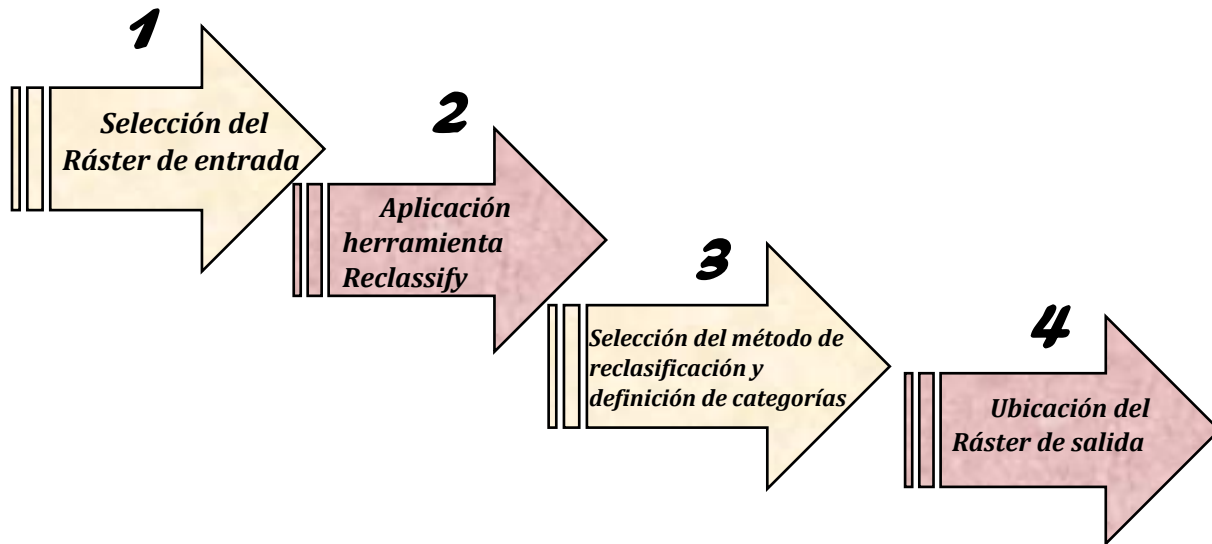 1
Selección del
Ráster de entrada
2
Aplicación
herramienta
Reclassify
3
Selección del método de
reclasificación y
definición de categorías
4
Ubicación del
Ráster de salida